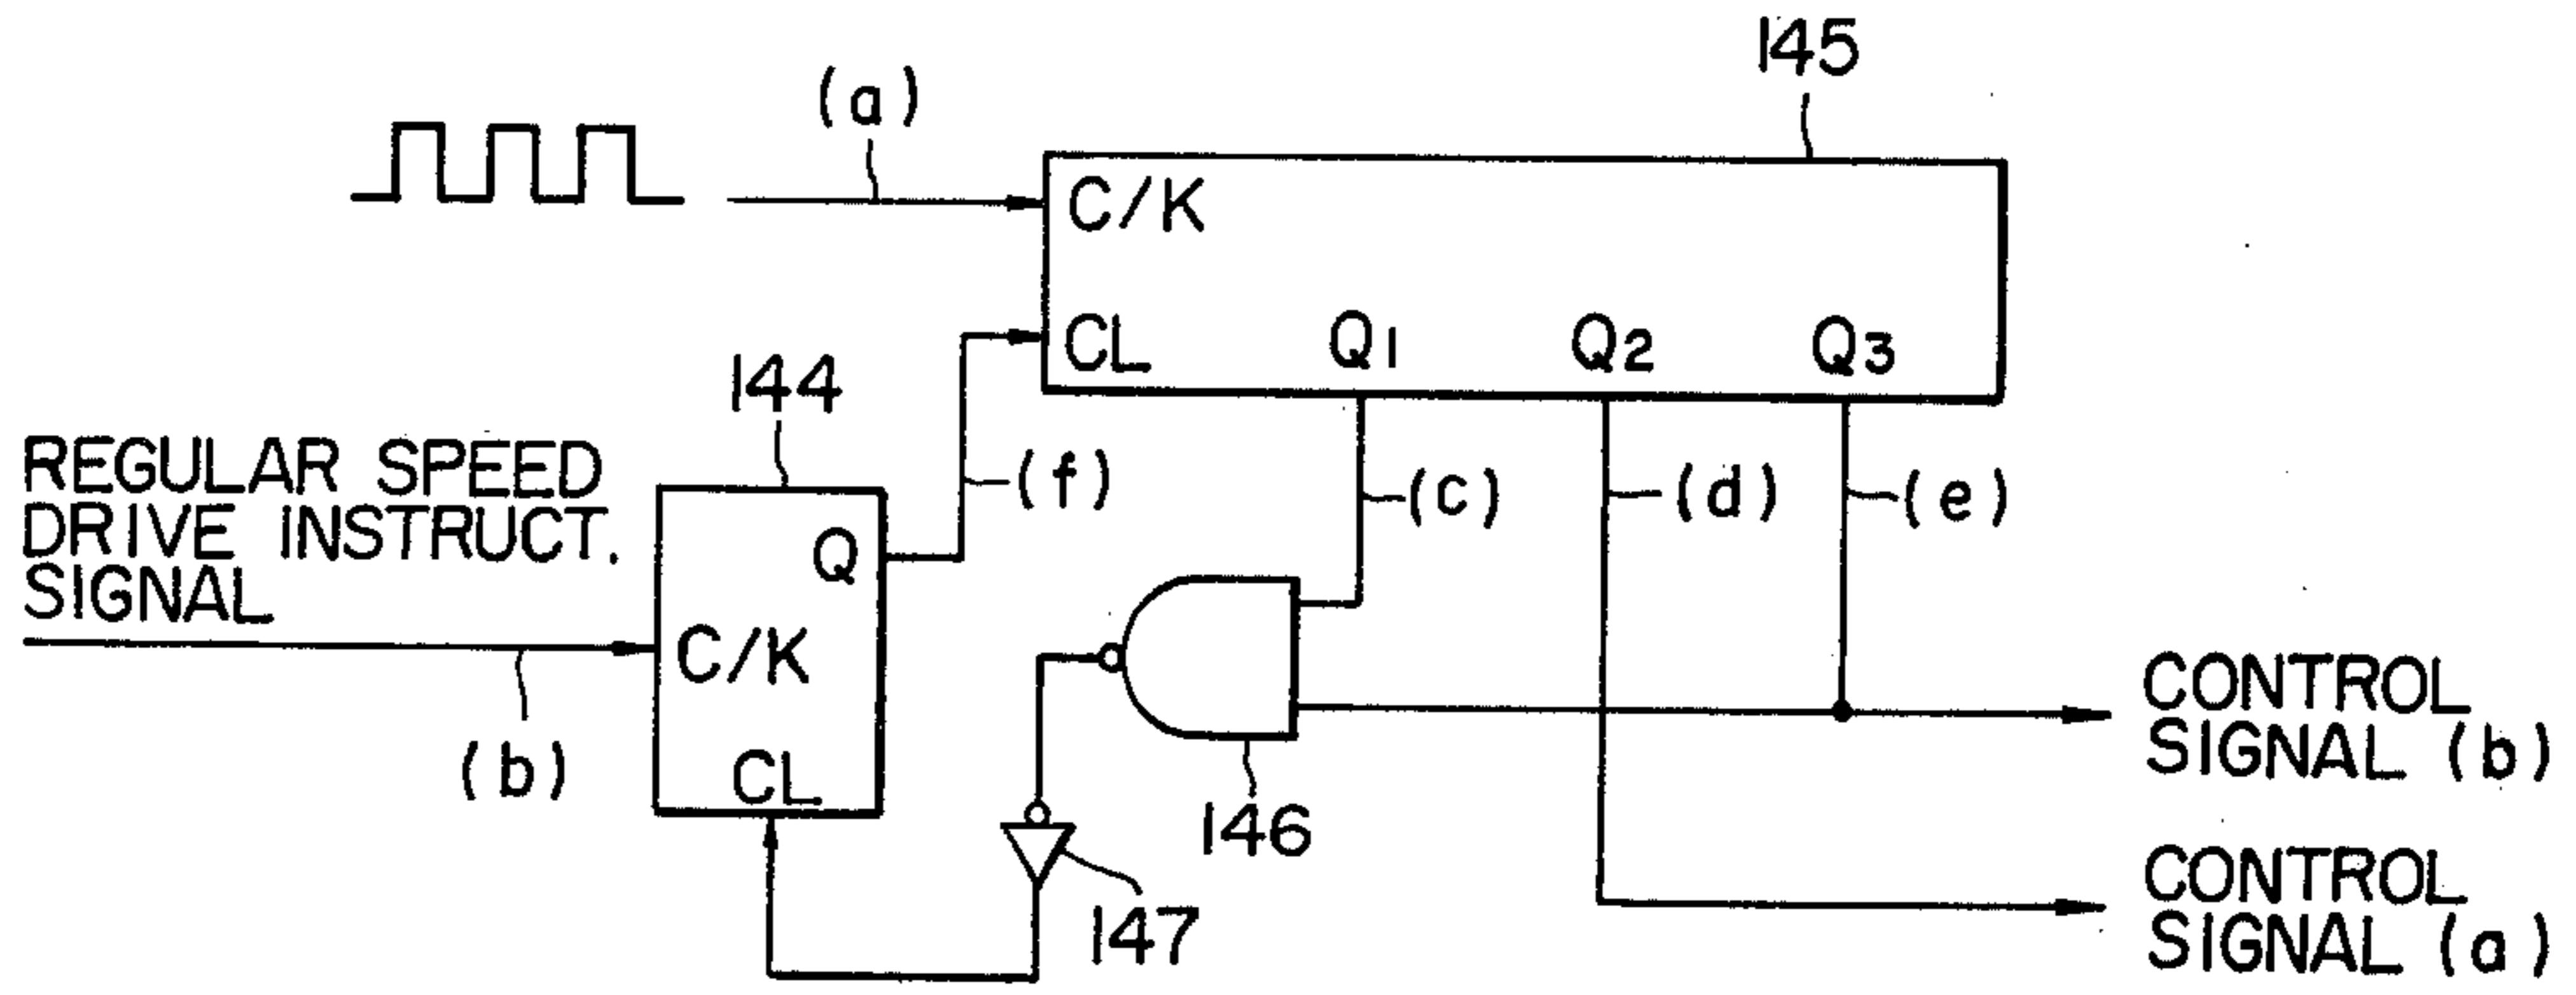 145
(a)
C/K
CL Q1 Q2 Q3
144
REGULAR SPEED
DRIVE INSTRUCT.
SIGNAL
(f)
(c)
(d)
(e)
Q
C/K
CL
(b)
146
147
CONTROL
SIGNAL (b)
CONTROL
SIGNAL (a)